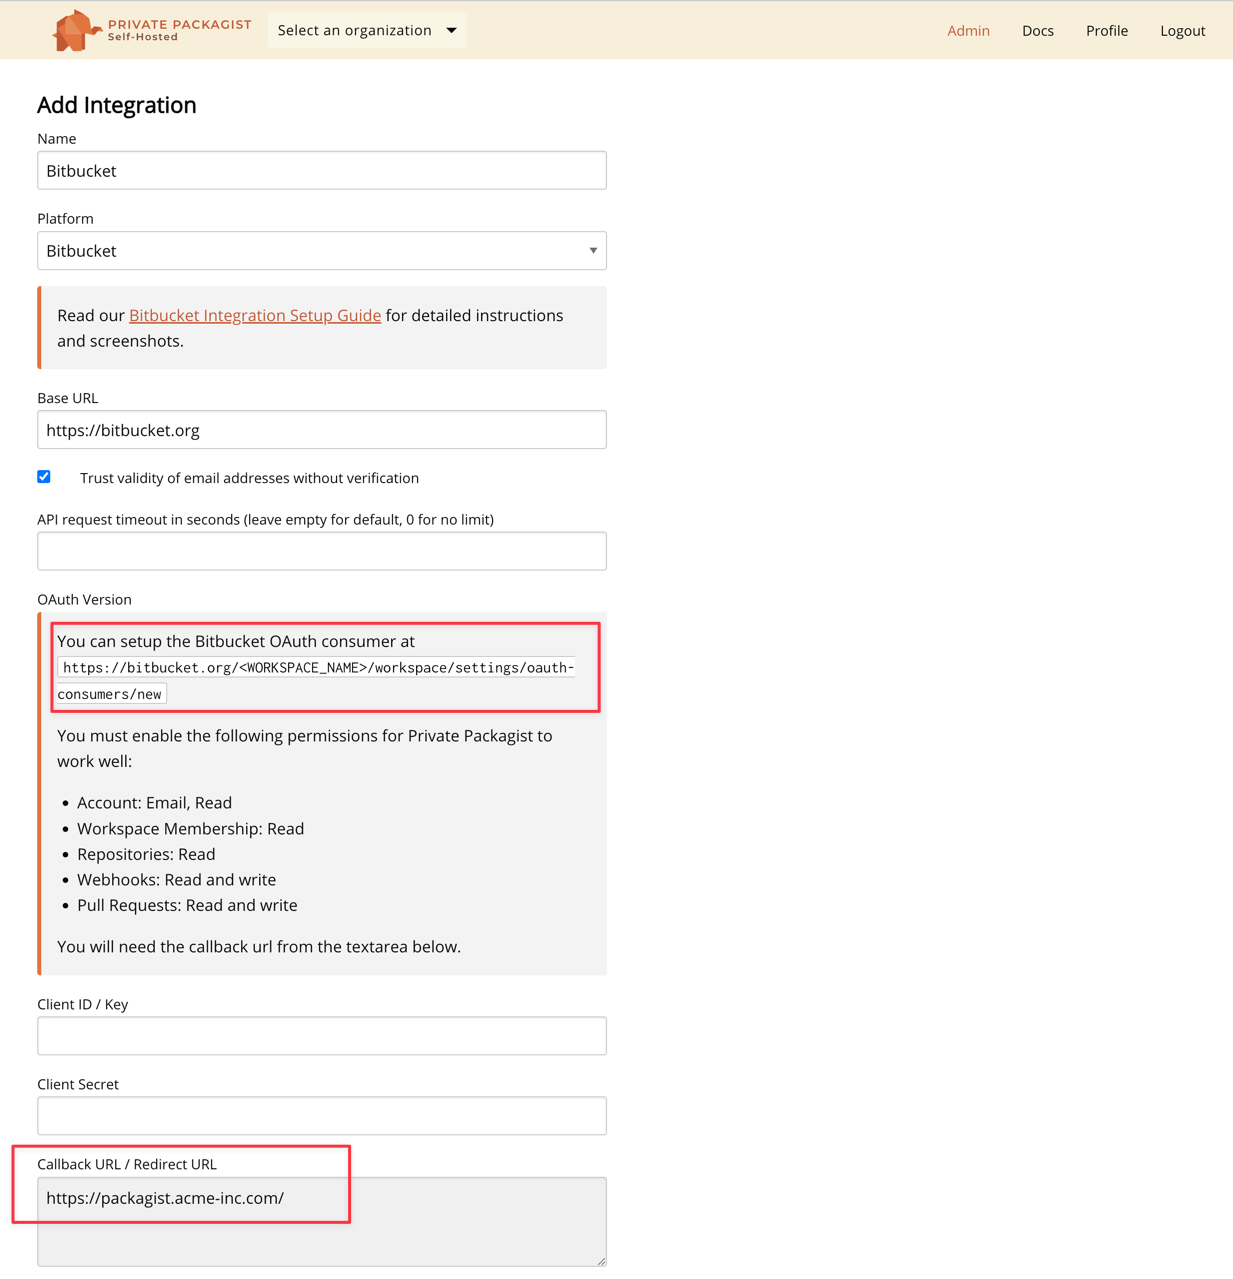 PRIVATE PACKAGIST
Self-Hosted
Select an organization
Admin
Docs
Profile
Logout
Add Integration
Name
Bitbucket
Platform
Bitbucket
Read our Bitbucket Integration Setup Guide for detailed instructions
and screenshots.
Base URL
https://bitbucket.org
Trust validity of email addresses without verification
API request timeout in seconds (leave empty for default, 0 for no limit)
OAuth Version
You can setup the Bitbucket OAuth consumer at
https://bitbucket.org/<WORKSPACE_NAME>/workspace/settings/oauth-
consumers/new
You must enable the following permissions for Private Packagist to
work well:
• Account: Email, Read
• Workspace Membership: Read
• Repositories: Read
• Webhooks: Read and write
• Pull Requests: Read and write
You will need the callback url from the textarea below.
Client ID / Key
Client Secret
Callback URL / Redirect URL
https://packagist.acme-inc.com/